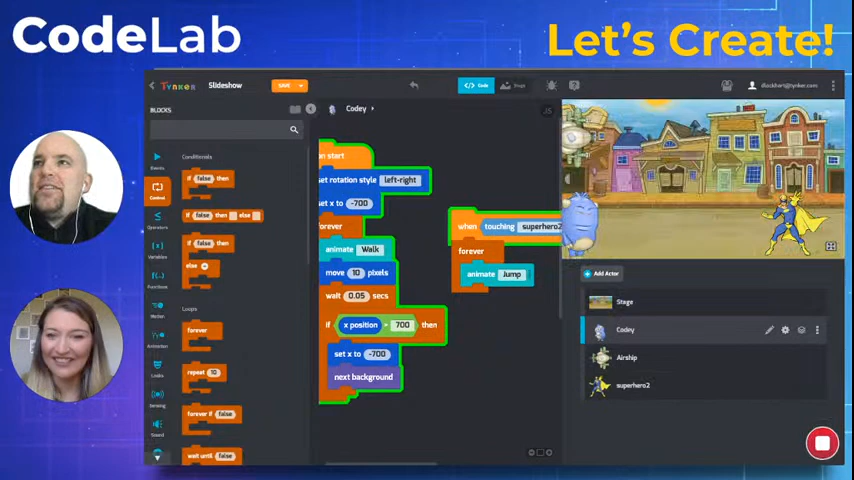 CodeLab
Let's Create!
Tynker
Slideshow
SAVE
Code
Stage
dlockhart@tynker.com
BLOCKS
Codey
JS
Conditionals
if false then
if false then else
if false then
else
Loops
forever
repeat 10
forever if false
wait until false
Events
Control
Operators
Variables
Functions
Motion
Animation
Looks
Sensing
Sound
on start
set rotation style left-right
set x to -700
forever
animate Walk
move 10 pixels
wait 0.05 secs
if x position > 700 then
set x to -700
next background
when touching superhero2
forever
animate Jump
Add Actor
Stage
Codey
Airship
superhero2